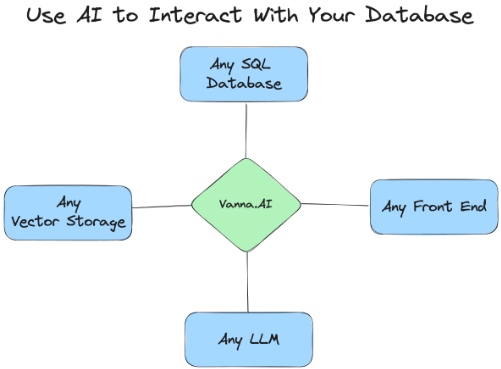 Use AI to Interact With Your Database
Any SQL
Database
Any
Vector Storage
Vanna.AI
Any Front End
Any LLM